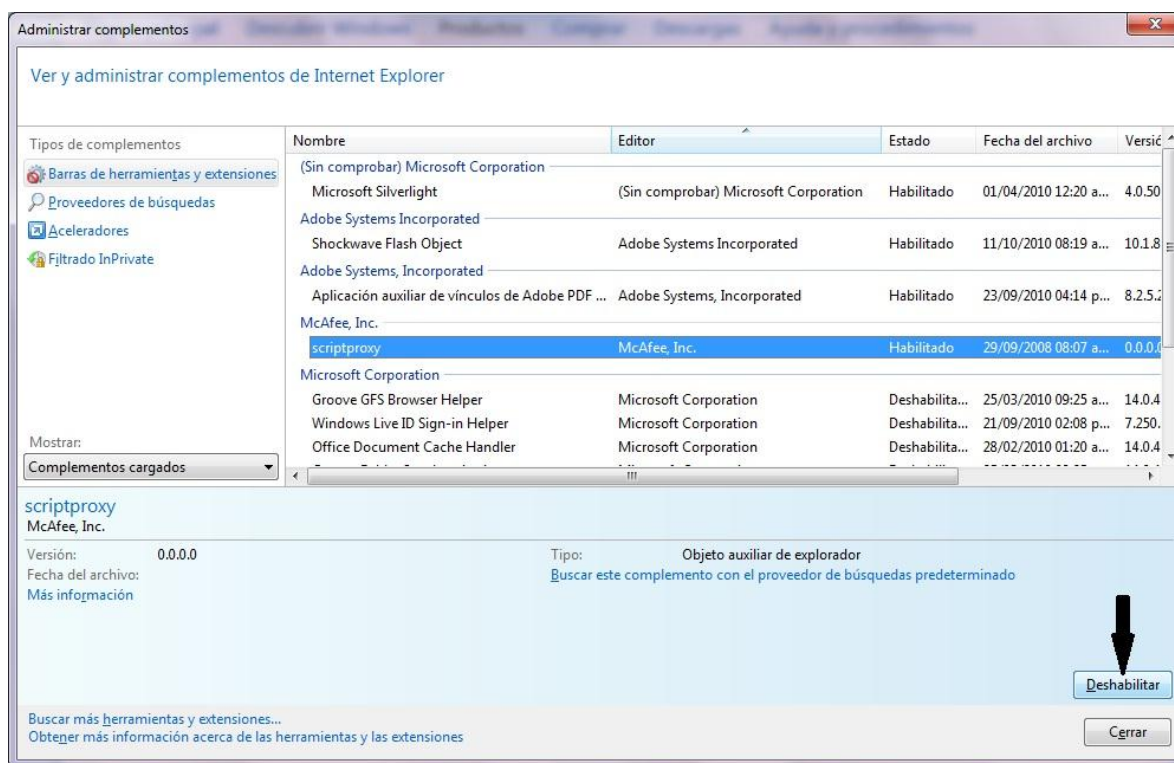 Administrar complementos
Ver y administrar complementos de Internet Explorer
Tipos de complementos
Barras de herramientas y extensiones
Proveedores de búsquedas
Aceleradores
Filtrado InPrivate
Mostrar:
Complementos cargados
Nombre Editor Estado Fecha del archivo Versió
(Sin comprobar) Microsoft Corporation
Microsoft Silverlight (Sin comprobar) Microsoft Corporation Habilitado 01/04/2010 12:20 a... 4.0.50
Adobe Systems Incorporated
Shockwave Flash Object Adobe Systems Incorporated Habilitado 11/10/2010 08:19 a... 10.1.8
Adobe Systems, Incorporated
Aplicación auxiliar de vínculos de Adobe PDF ... Adobe Systems, Incorporated Habilitado 23/09/2010 04:14 p... 8.2.5.2
McAfee, Inc.
scriptproxy McAfee, Inc. Habilitado 29/09/2008 08:07 a... 0.0.0.0
Microsoft Corporation
Groove GFS Browser Helper Microsoft Corporation Deshabilita... 25/03/2010 09:25 a... 14.0.4
Windows Live ID Sign-in Helper Microsoft Corporation Deshabilita... 21/09/2010 02:08 p... 7.250.
Office Document Cache Handler Microsoft Corporation Deshabilita... 28/02/2010 01:20 a... 14.0.4
scriptproxy
McAfee, Inc.
Versión: 0.0.0.0 Tipo: Objeto auxiliar de explorador
Fecha del archivo: Buscar este complemento con el proveedor de búsquedas predeterminado
Más información
Deshabilitar
Buscar más herramientas y extensiones...
Obtener más información acerca de las herramientas y las extensiones
Cerrar